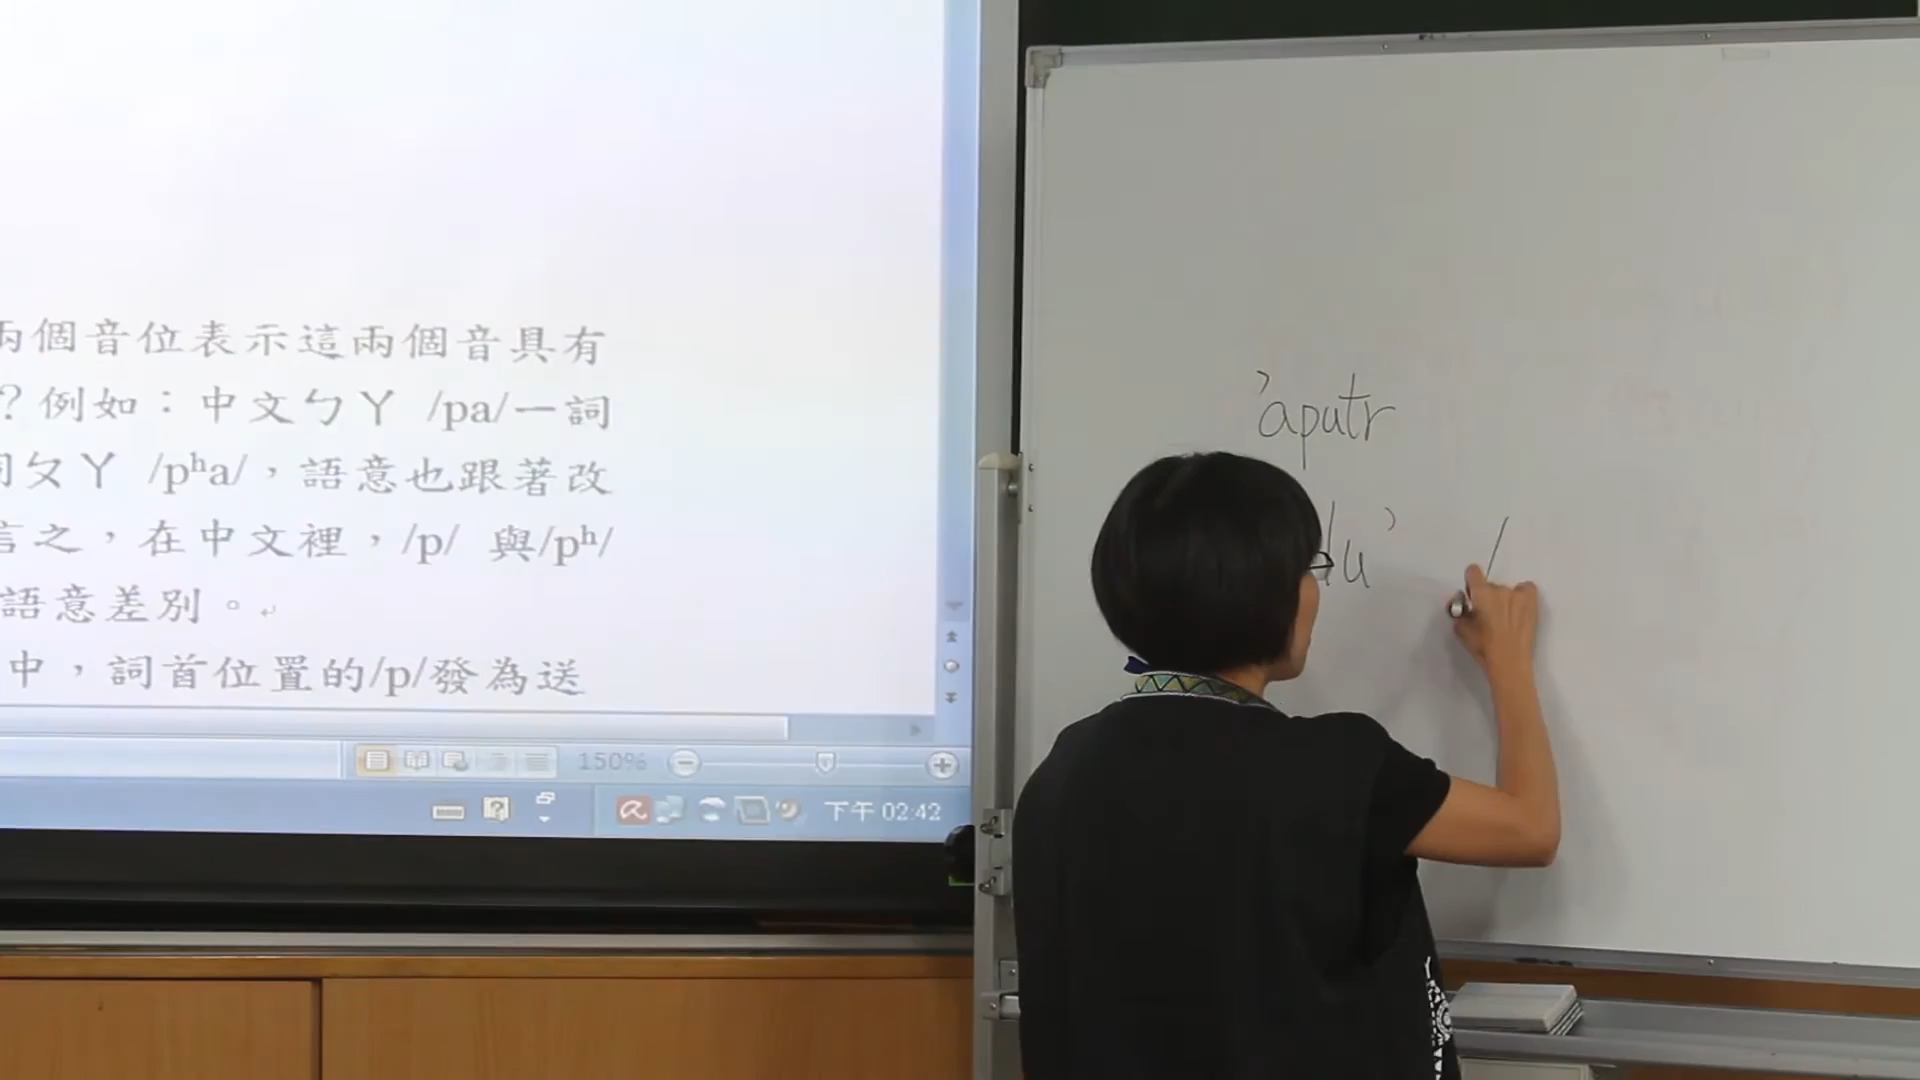 兩個音位表示這兩個音具有
?例如:中文ㄅㄚ /pa/一詞
ㄆㄚ /pʰa/,語意也跟著改
言之,在中文裡,/p/ 與/pʰ/
語意差別。
中,詞首位置的/p/發為送
150%
下午 02:42
'aputr
du' /